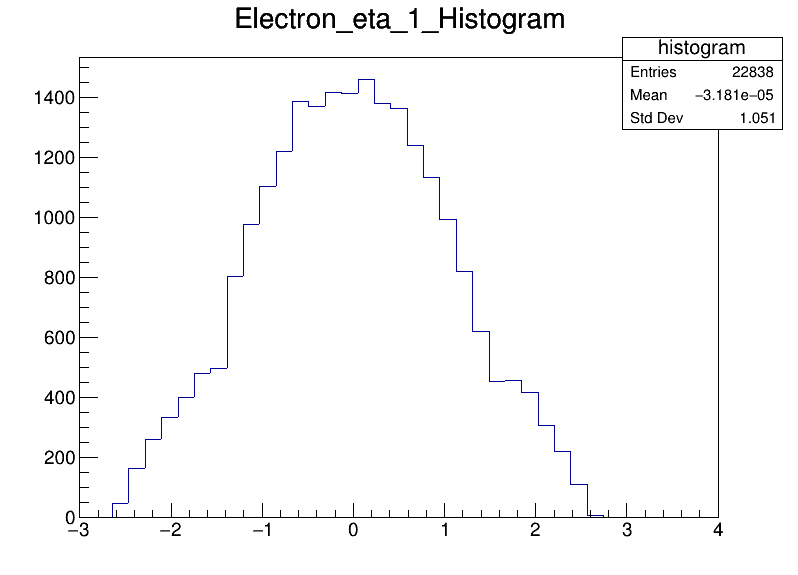 Electron_eta_1_Histogram
histogram
Entries 22838
Mean −3.181e−05
Std Dev 1.051
1400
1200
1000
800
600
400
200
0
−3 −2 −1 0 1 2 3 4